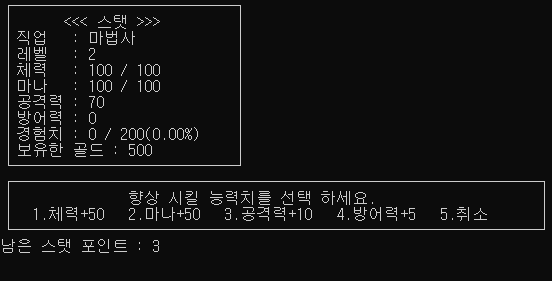 <<< 스탯 >>>
직업 : 마법사
레벨 : 2
체력 : 100 / 100
마나 : 100 / 100
공격력 : 70
방어력 : 0
경험치 : 0 / 200(0.00%)
보유한 골드 : 500
향상 시킬 능력치를 선택 하세요.
1.체력+50 2.마나+50 3.공격력+10 4.방어력+5 5.취소
남은 스탯 포인트 : 3